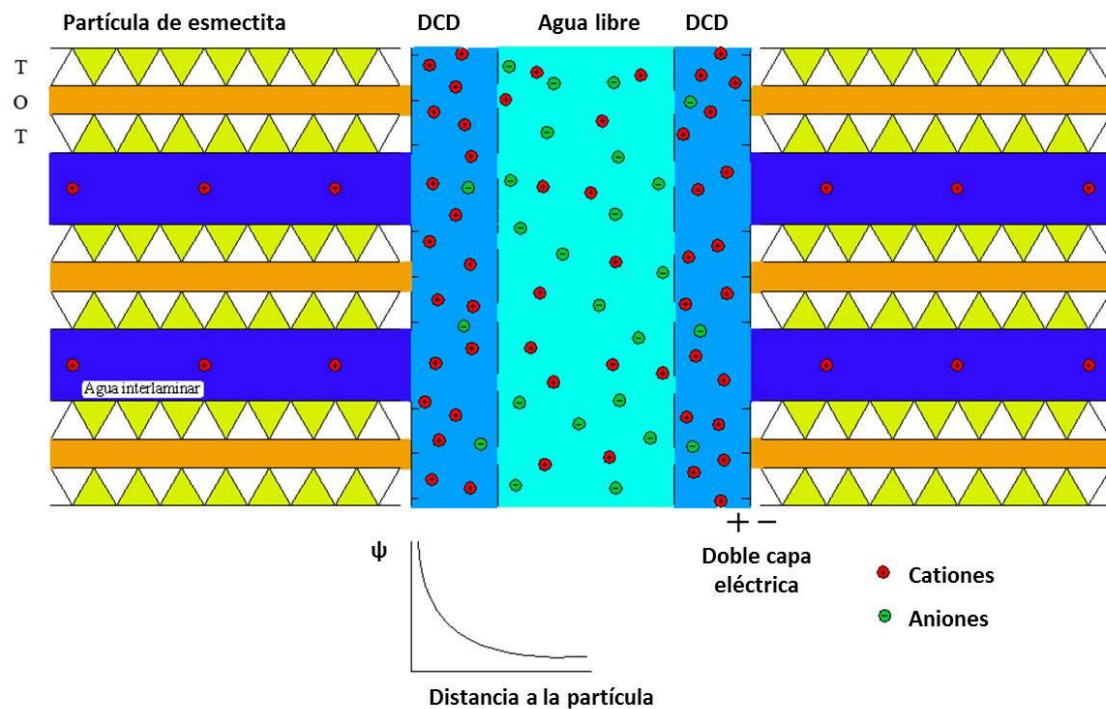 Partícula de esmectita
DCD
Agua libre
DCD
T
O
T
Agua interlaminar
+ −
Doble capa
eléctrica
Cationes
Aniones
ψ
Distancia a la partícula